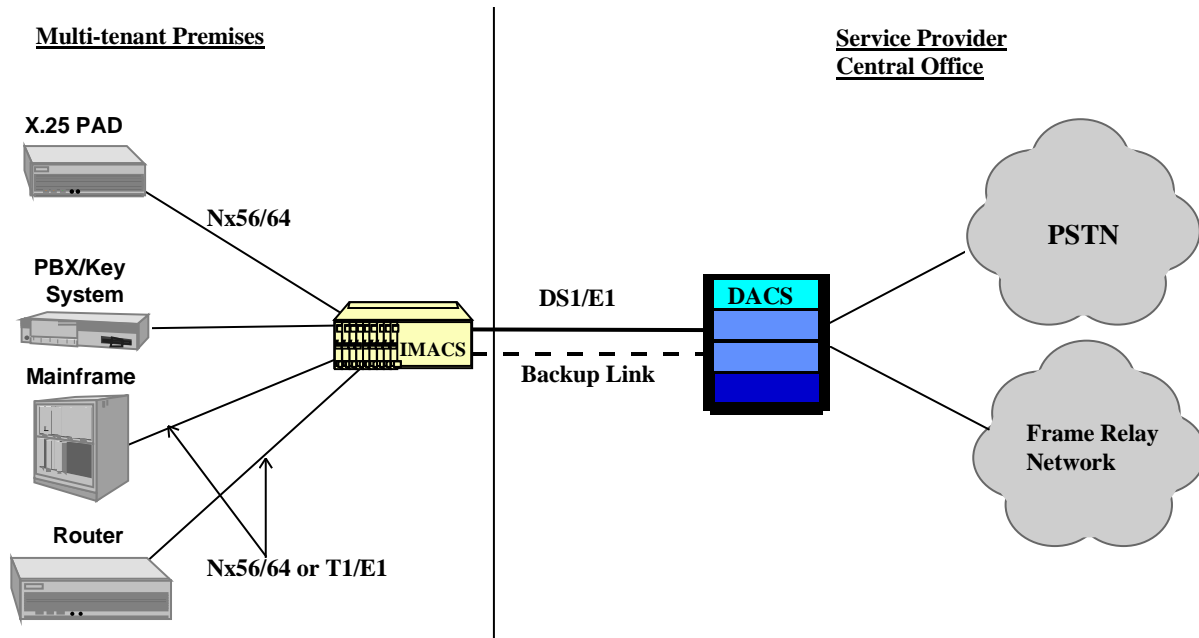 Multi-tenant Premises
Service Provider
Central Office
X.25 PAD
Nx56/64
PBX/Key
System
Mainframe
Router
Nx56/64 or T1/E1
IMACS
DS1/E1
Backup Link
DACS
PSTN
Frame Relay
Network